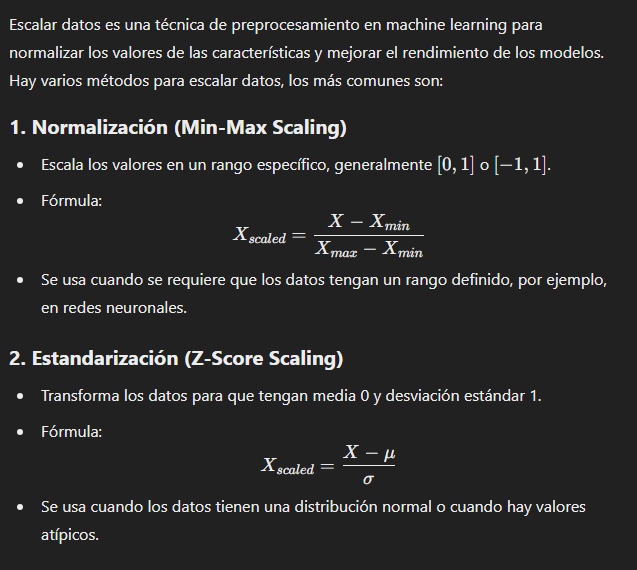 Escalar datos es una técnica de preprocesamiento en machine learning para
normalizar los valores de las características y mejorar el rendimiento de los modelos.
Hay varios métodos para escalar datos, los más comunes son:
1. Normalización (Min-Max Scaling)
• Escala los valores en un rango específico, generalmente [0, 1] o [−1, 1].
• Fórmula:
X_{scaled} = \frac{X − X_{min}}{X_{max} − X_{min}}
• Se usa cuando se requiere que los datos tengan un rango definido, por ejemplo,
en redes neuronales.
2. Estandarización (Z-Score Scaling)
• Transforma los datos para que tengan media 0 y desviación estándar 1.
• Fórmula:
X_{scaled} = \frac{X − μ}{σ}
• Se usa cuando los datos tienen una distribución normal o cuando hay valores
atípicos.